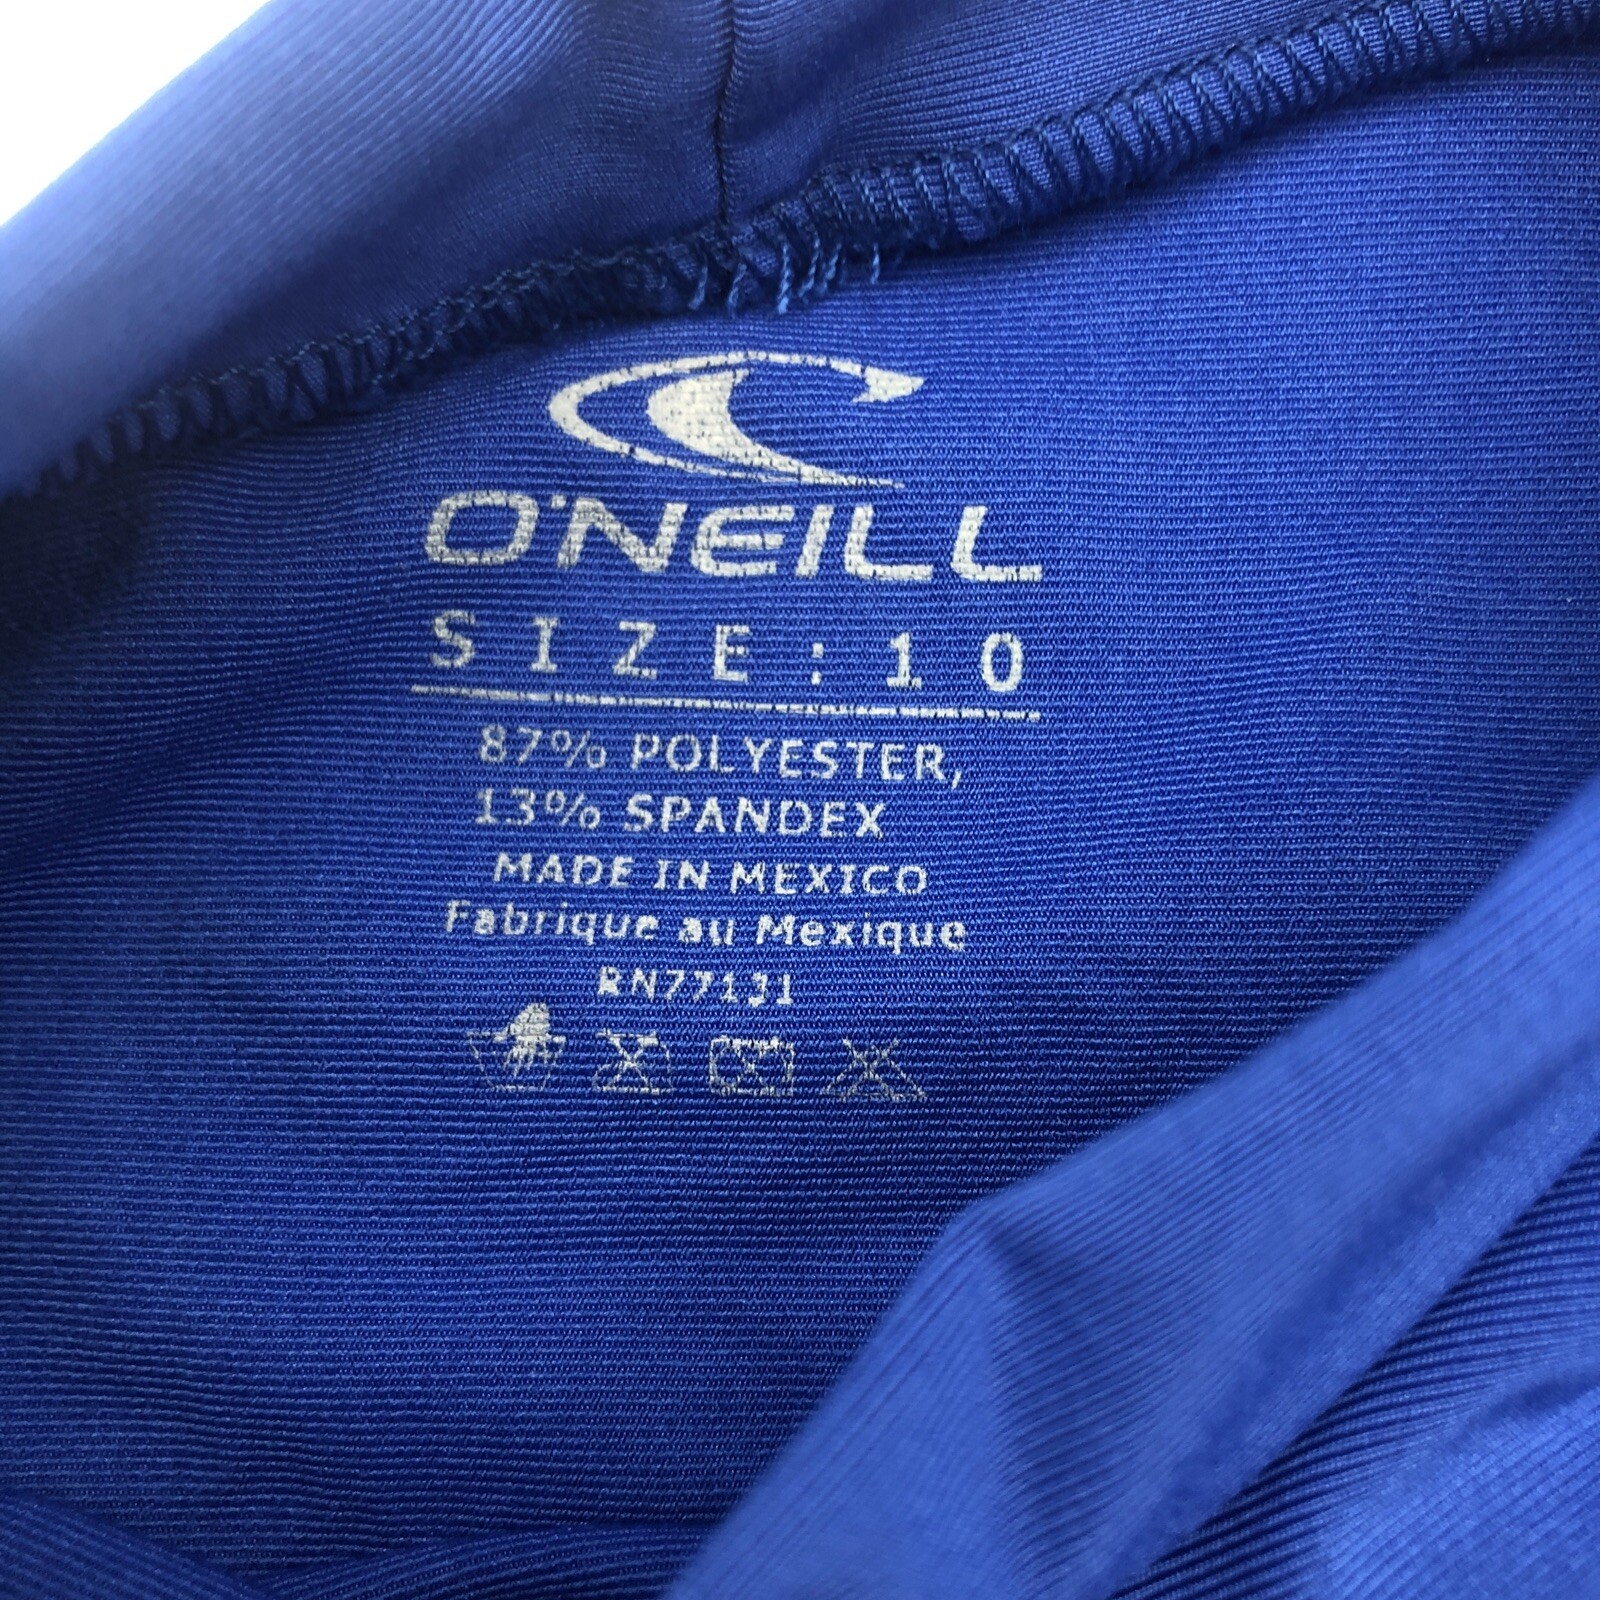 O'NEILL
SIZE:10
87% POLYESTER,
13% SPANDEX
MADE IN MEXICO
Fabrique au Mexique
RN77131